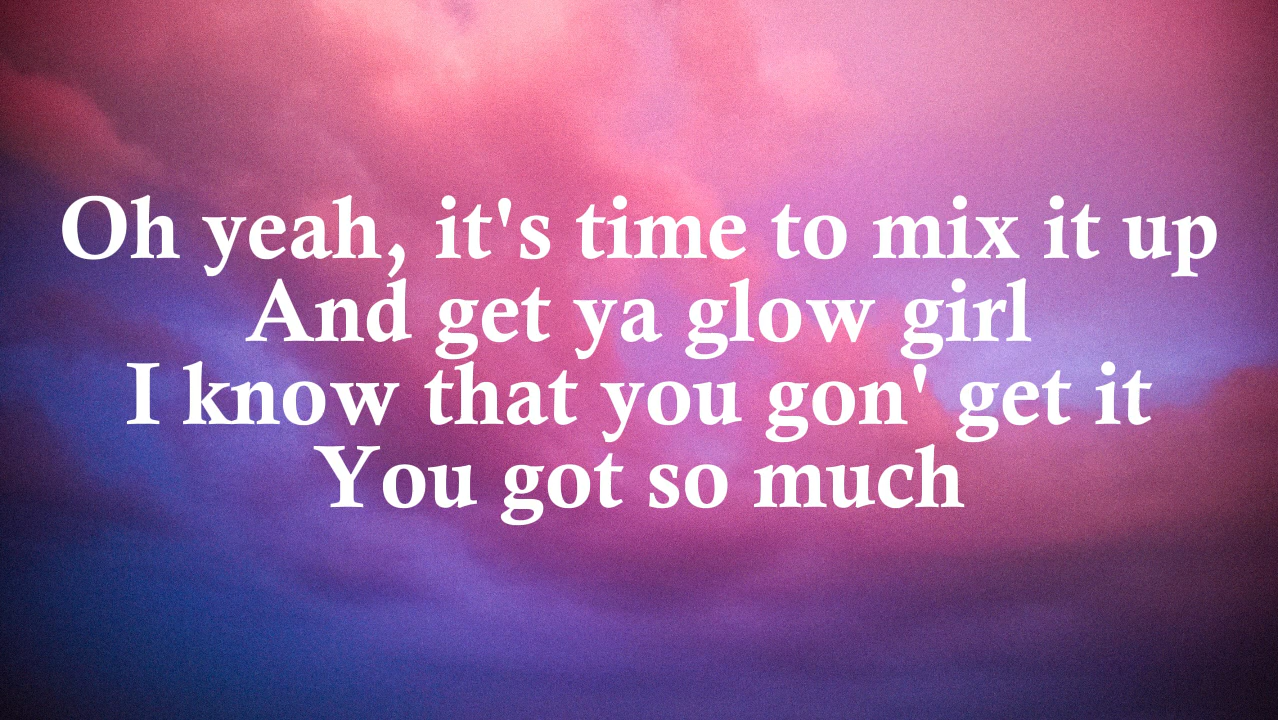 Oh yeah, it's time to mix it up
And get ya glow girl
I know that you gon' get it
You got so much